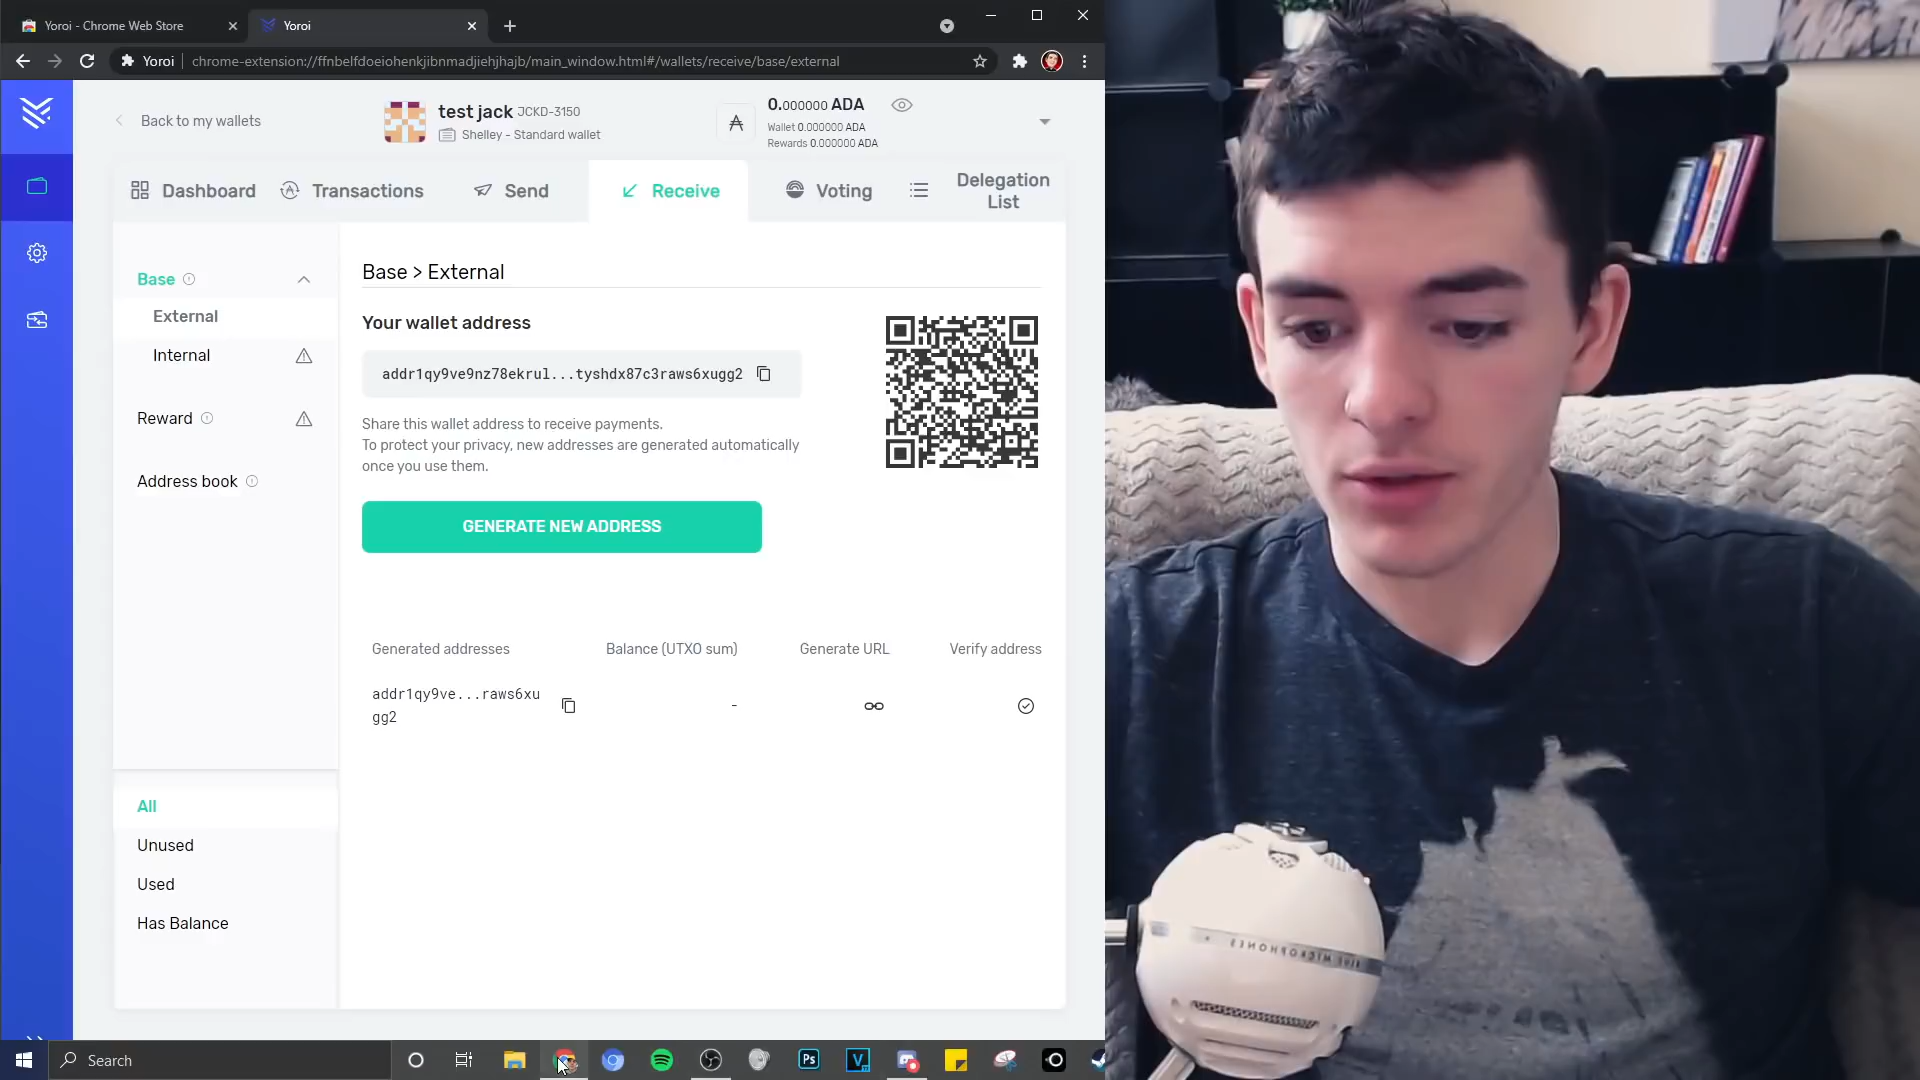 Yoroi - Chrome Web Store
Yoroi
Yoroi
chrome-extension://ffnbelfdoeiohenkjibnmadjiehjhajb/main_window.html#/wallets/receive/base/external
Back to my wallets
test jack JCKD-3150
Shelley - Standard wallet
0.000000 ADA
Wallet 0.000000 ADA
Rewards 0.000000 ADA
Dashboard
Transactions
Send
Receive
Voting
Delegation
List
Base
External
Internal
Reward
Address book
Base > External
Your wallet address
addr1qy9ve9nz78ekrul...tyshdx87c3raws6xugg2
Share this wallet address to receive payments.
To protect your privacy, new addresses are generated automatically
once you use them.
GENERATE NEW ADDRESS
Generated addresses
Balance (UTXO sum)
Generate URL
Verify address
addr1qy9ve...raws6xu
gg2
-
All
Unused
Used
Has Balance
Search
Ps
V
BLUE MICROPHONES